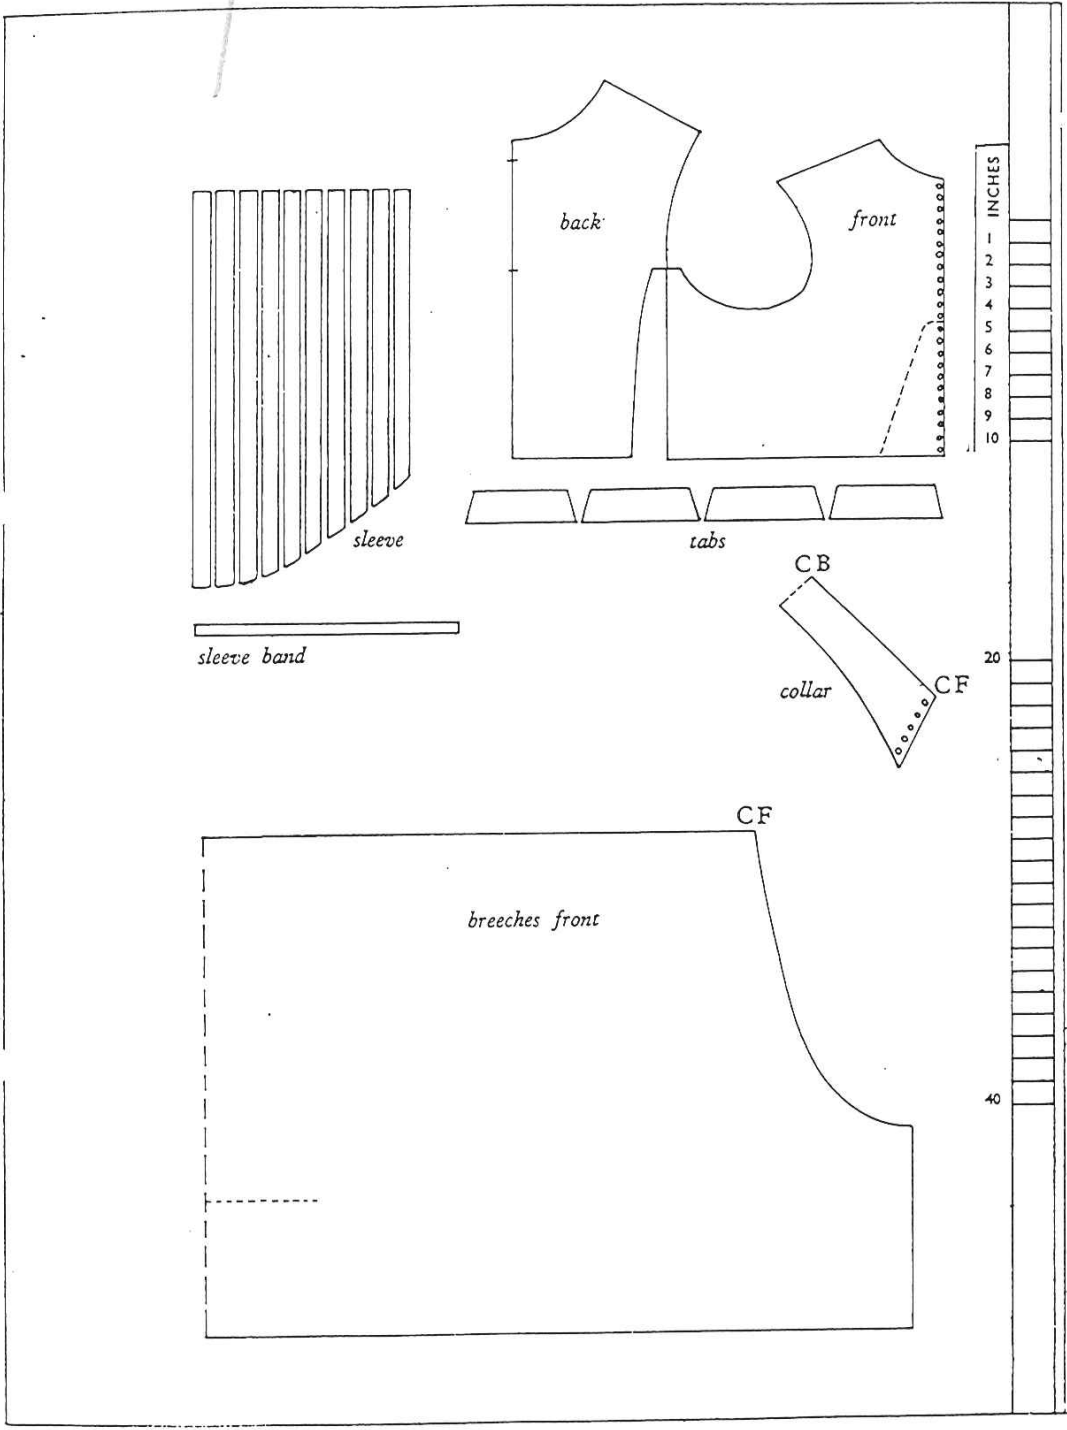 back
front
INCHES
1
2
3
4
5
6
7
8
9
10
sleeve
tabs
CB
sleeve band
collar
CF
20
CF
breeches front
40